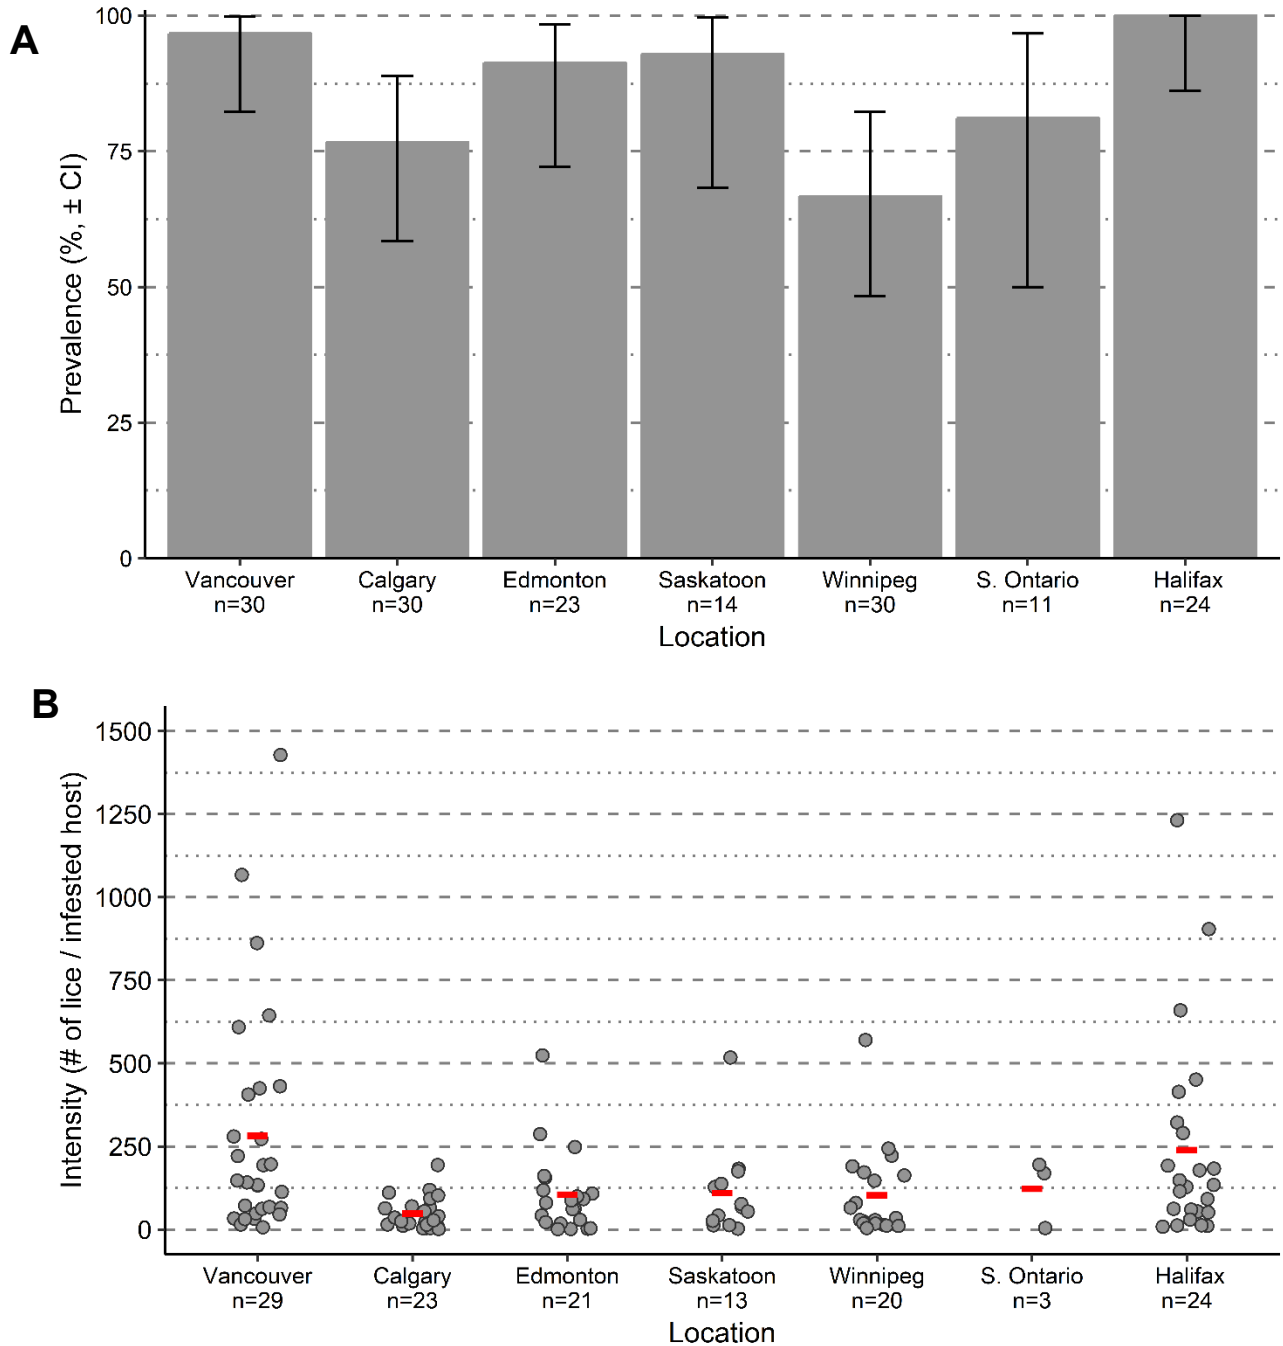 A
Prevalence (%, ± CI)
100
75
50
25
0
Vancouver Calgary Edmonton Saskatoon Winnipeg S. Ontario Halifax
n=30 n=30 n=23 n=14 n=30 n=11 n=24
Location
B
Intensity (# of lice / infested host)
1500
1250
1000
750
500
250
0
Vancouver Calgary Edmonton Saskatoon Winnipeg S. Ontario Halifax
n=29 n=23 n=21 n=13 n=20 n=3 n=24
Location